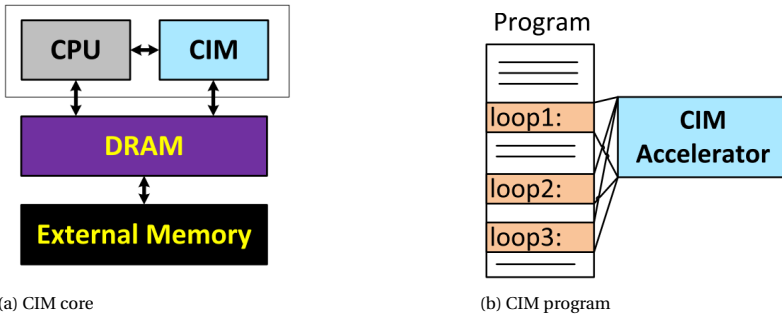 CPU
CIM
DRAM
External Memory
(a) CIM core
Program
loop1:
loop2:
loop3:
CIM
Accelerator
(b) CIM program